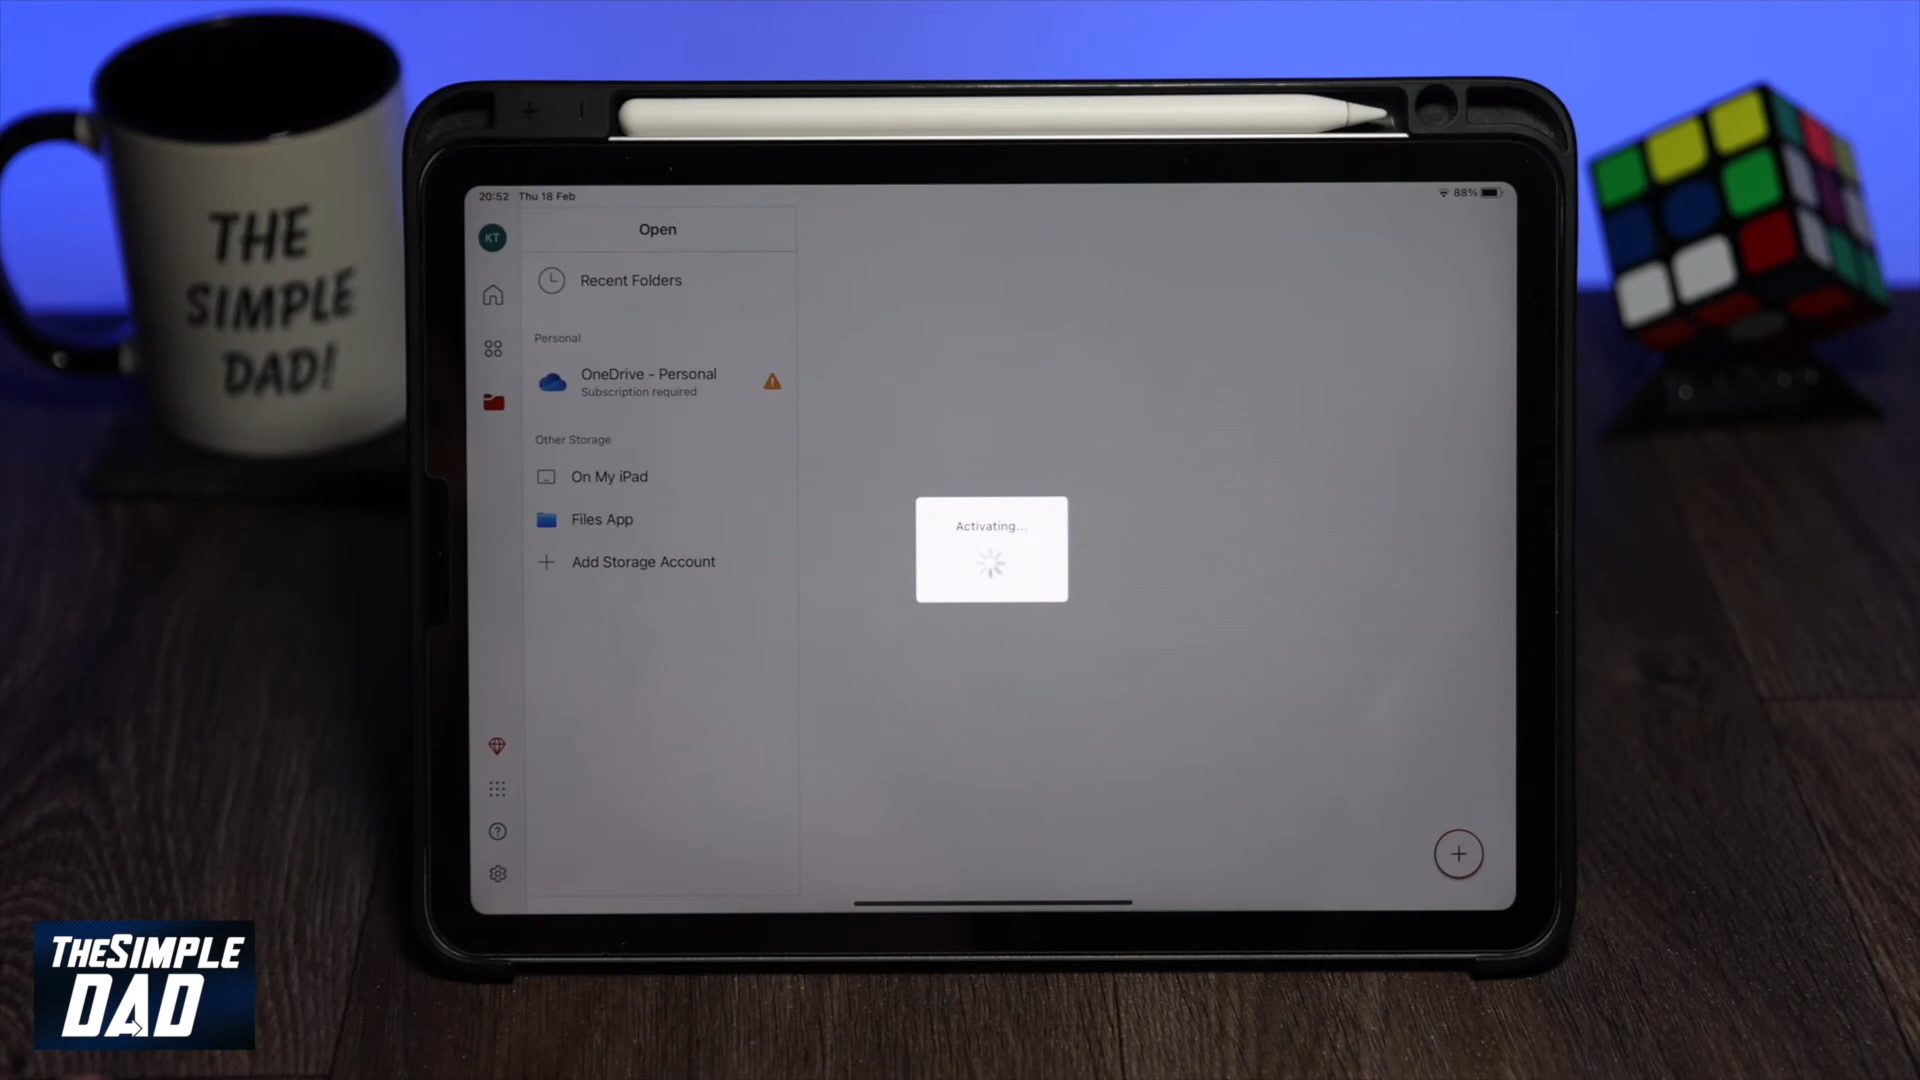 THE
SIMPLE
DAD!
20:52 Thu 18 Feb
88%
KT
Open
Recent Folders
Personal
OneDrive - Personal
Subscription required
Other Storage
On My iPad
Files App
Add Storage Account
Activating...
THESIMPLE
DAD